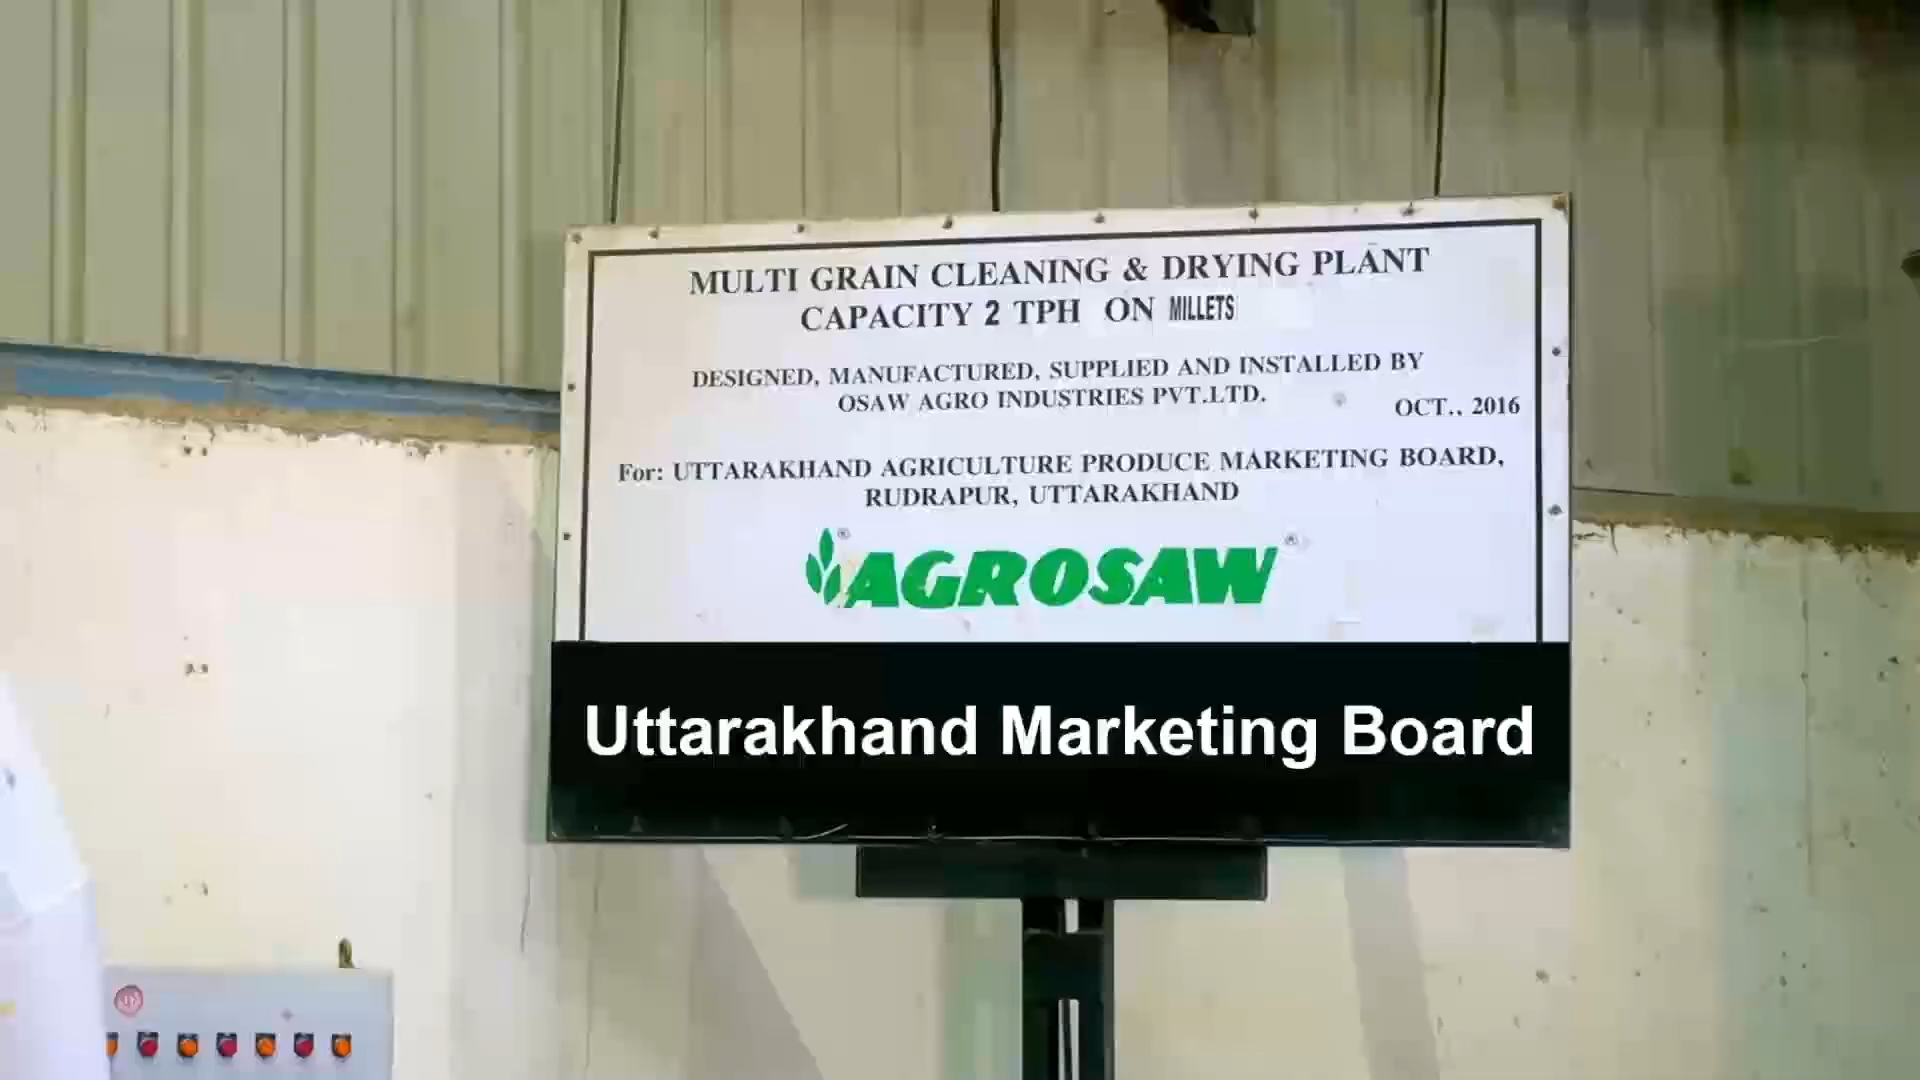 MULTI GRAIN CLEANING & DRYING PLANT
CAPACITY 2 TPH ON MILLETS
DESIGNED, MANUFACTURED, SUPPLIED AND INSTALLED BY
OSAW AGRO INDUSTRIES PVT.LTD.
OCT., 2016
For: UTTARAKHAND AGRICULTURE PRODUCE MARKETING BOARD,
RUDRAPUR, UTTARAKHAND
®AGROSAW®
Uttarakhand Marketing Board